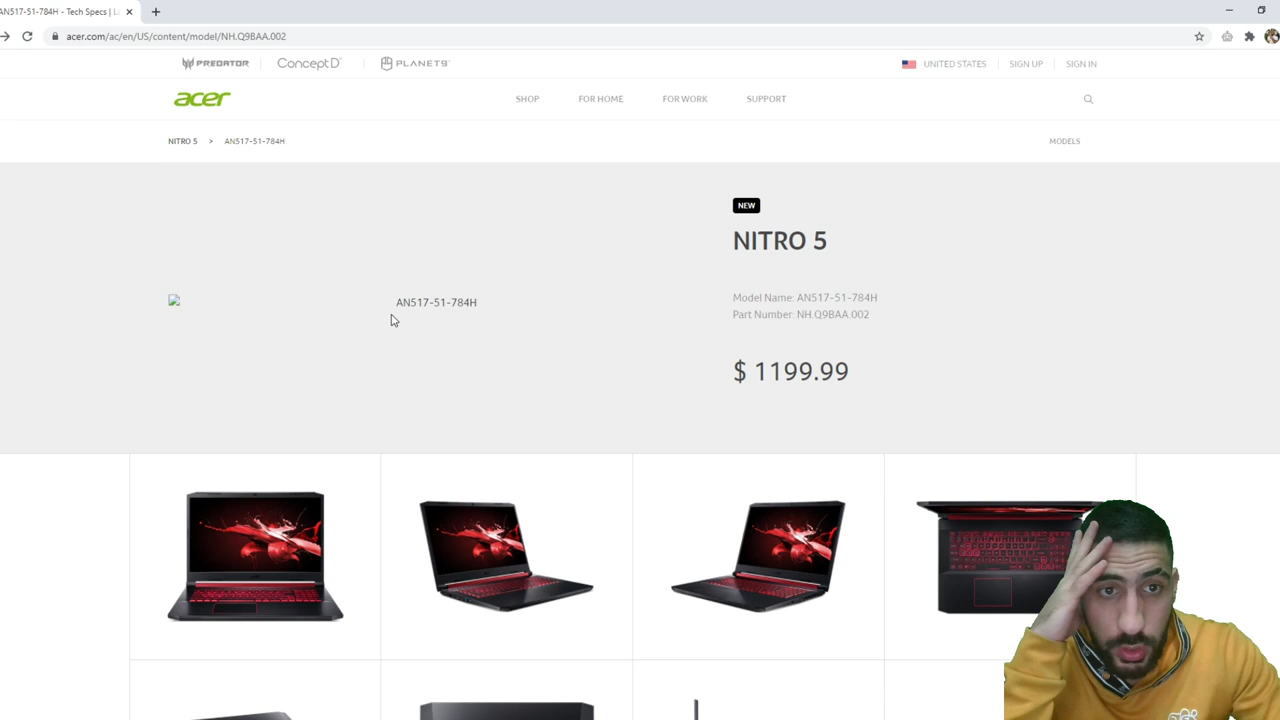 AN517-51-784H - Tech Specs | L
acer.com/ac/en/US/content/model/NH.Q9BAA.002
PREDATOR
ConceptD
PLANET9
UNITED STATES
SIGN UP
SIGN IN
acer
SHOP
FOR HOME
FOR WORK
SUPPORT
NITRO 5 > AN517-51-784H
MODELS
NEW
NITRO 5
AN517-51-784H
Model Name: AN517-51-784H
Part Number: NH.Q9BAA.002
$ 1199.99